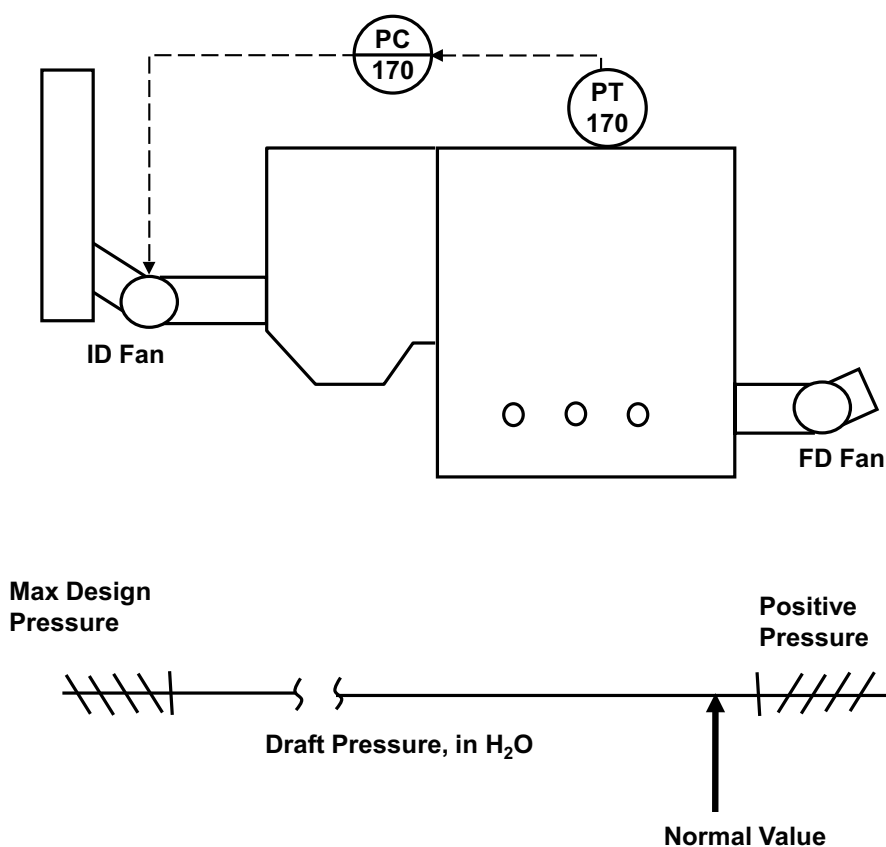 PC
170
PT
170
ID Fan
FD Fan
Max Design
Pressure
Positive
Pressure
Draft Pressure, in H₂O
Normal Value